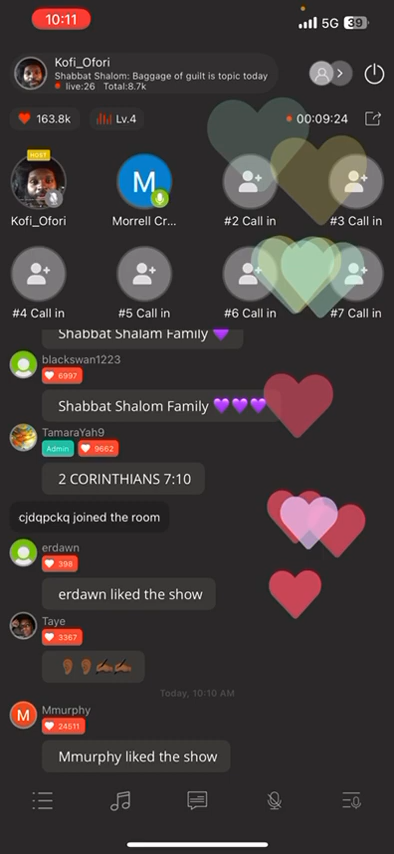 10:11
5G 39
Kofi_Ofori
Shabbat Shalom: Baggage of guilt is topic today
live:26 Total:8.7k
163.8k
Lv.4
00:09:24
HOST
M
Kofi_Ofori
Morrell Cr...
#2 Call in
#3 Call in
#4 Call in
#5 Call in
#6 Call in
#7 Call in
Shabbat Shalam Family 💜
blackswan1223
6997
Shabbat Shalom Family 💜💜💜
TamaraYah9
Admin 9662
2 CORINTHIANS 7:10
cjdqpckq joined the room
erdawn
398
erdawn liked the show
Taye
3367
👂🏾👂🏾✍🏾✍🏾
Today, 10:10 AM
M
Mmurphy
24511
Mmurphy liked the show